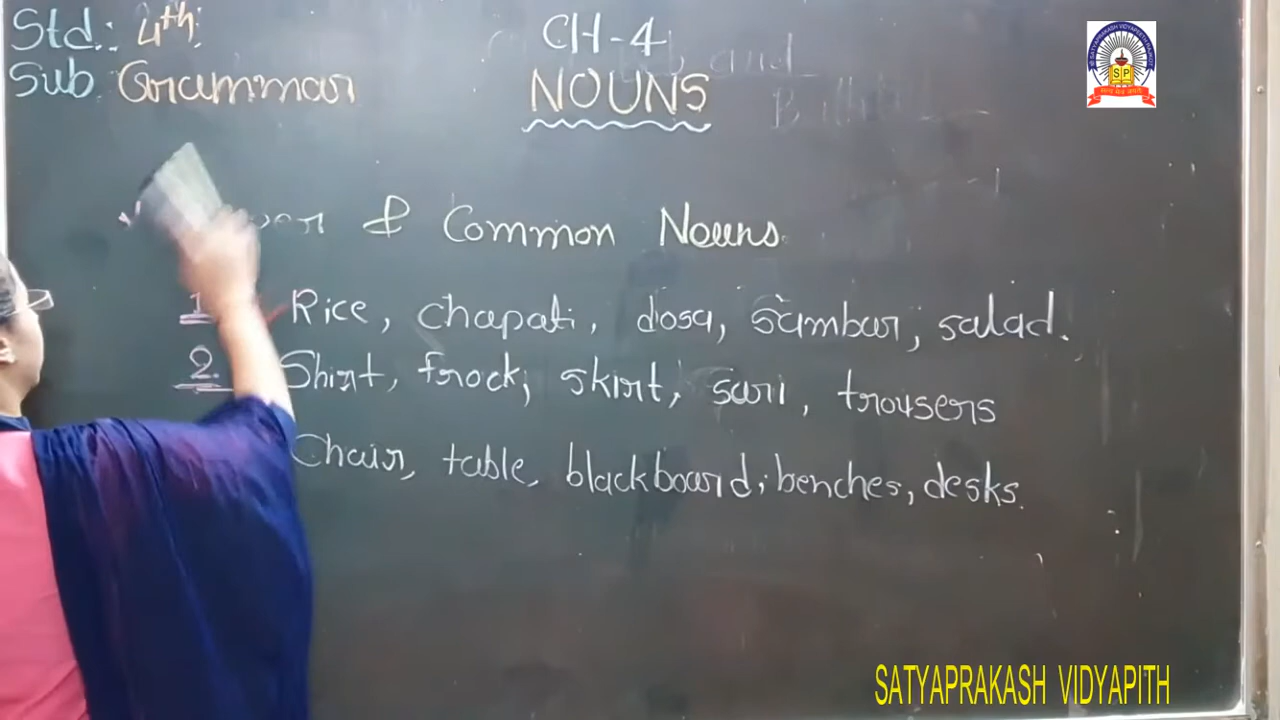 Std.: 4th:
Sub Grammar
CH-4
NOUNS
& Common Nouns.
1 Rice, chapati, dosa, sambar, salad.
2. Shirt, frock, skirt, sari, trousers
Chair, table, blackboard, benches, desks.
SP
SATYAPRAKASH VIDYAPITH